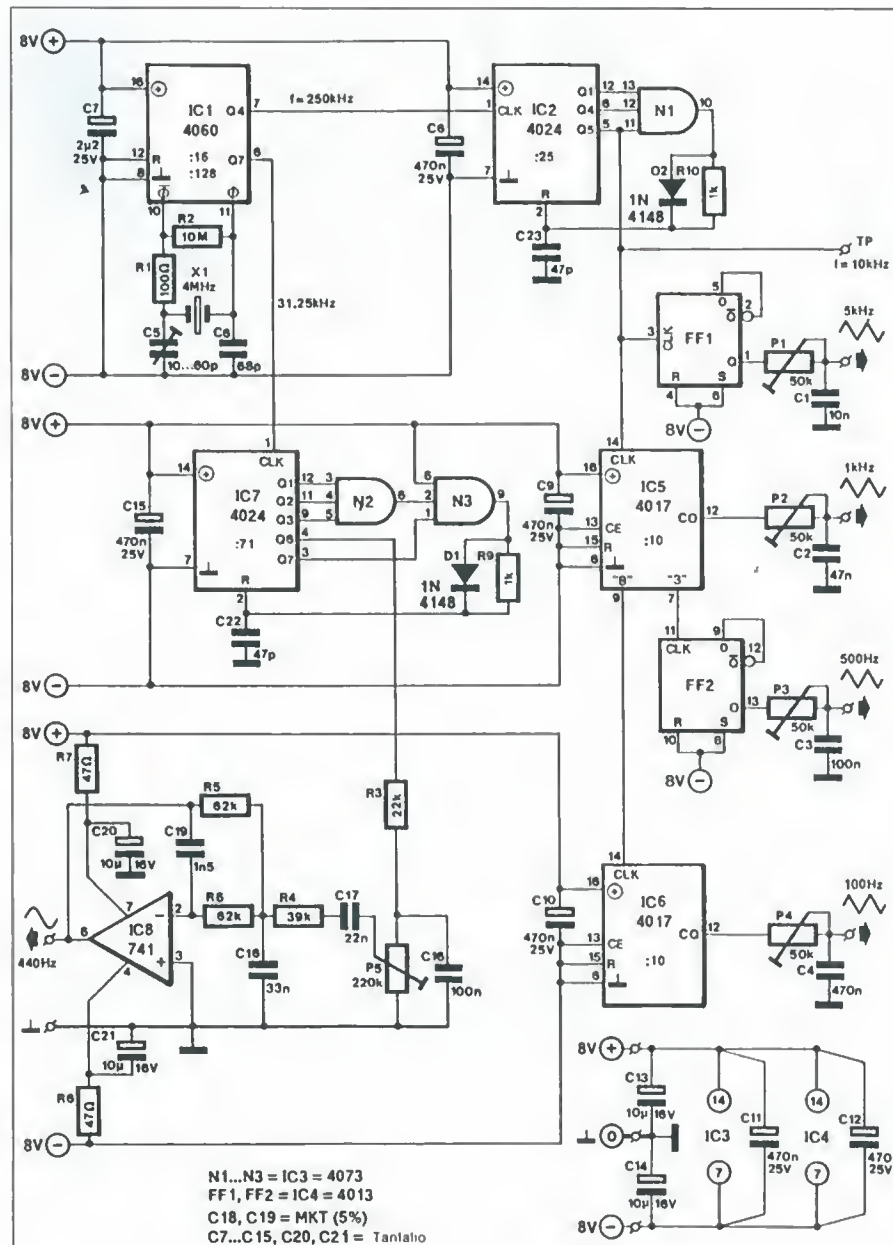 8V +
C7
2µ2
25V
16
IC1
4060
Q4
7
f = 250kHz
12
R
:16
8
:128
Q7
6
10
11
R2
10M
R1
100Ω
X1
4MHz
C5
10...60p
C6
68p
31,25kHz
8V −
C6
470n
25V
14
1
CLK
IC2
4024
:25
7
R
2
Q1
12
13
Q4
6
12
Q5
5
11
N1
10
O2
R10
1k
1N
4148
C23
47p
TP
f = 10kHz
5
D
Q
2
3
CLK
FF1
Q
1
R
S
4
6
8V −
P1
50k
5kHz
C1
10n
8V +
C15
470n
25V
14
1
CLK
IC7
4024
:71
7
R
2
Q1
12
3
Q2
11
4
Q3
9
5
Q6
4
Q7
3
N2
6
6
2
1
N3
9
D1
R9
1k
1N
4148
C22
47p
8V −
C9
470n
25V
14
CLK
16
IC5
4017
CO
12
13
CE
15
R
:10
6
"8"
"3"
9
7
P2
50k
1kHz
C2
47n
11
CLK
9
Q
12
FF2
13
R
S
10
8
8V −
P3
50k
500Hz
C3
100n
8V +
R7
47Ω
C20
10µ
16V
R5
62k
C19
1n5
R6
62k
R4
39k
C17
22n
R3
22k
P5
220k
C16
100n
C16
33n
7
2
−
IC8
741
6
3
+
4
440Hz
C21
10µ
16V
R6
47Ω
8V −
C10
470n
25V
14
CLK
16
IC6
4017
13
CE
15
R
:10
6
12
P4
50k
100Hz
C4
470n
8V +
C13
10µ
16V
0
C14
10µ
16V
8V −
14
IC3
7
C11
470n
25V
14
IC4
7
C12
470
25V
N1...N3 = IC3 = 4073
FF1, FF2 = IC4 = 4013
C18, C19 = MKT (5%)
C7...C15, C20, C21 = Tantalio